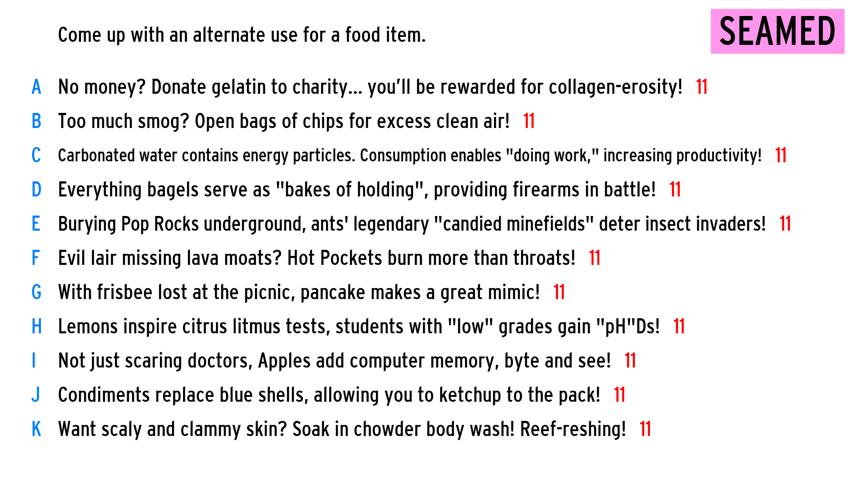 Come up with an alternate use for a food item.
SEAMED
A No money? Donate gelatin to charity... you'll be rewarded for collagen-erosity! 11
B Too much smog? Open bags of chips for excess clean air! 11
C Carbonated water contains energy particles. Consumption enables "doing work," increasing productivity! 11
D Everything bagels serve as "bakes of holding", providing firearms in battle! 11
E Burying Pop Rocks underground, ants' legendary "candied minefields" deter insect invaders! 11
F Evil lair missing lava moats? Hot Pockets burn more than throats! 11
G With frisbee lost at the picnic, pancake makes a great mimic! 11
H Lemons inspire citrus litmus tests, students with "low" grades gain "pH"Ds! 11
I Not just scaring doctors, Apples add computer memory, byte and see! 11
J Condiments replace blue shells, allowing you to ketchup to the pack! 11
K Want scaly and clammy skin? Soak in chowder body wash! Reef-reshing! 11